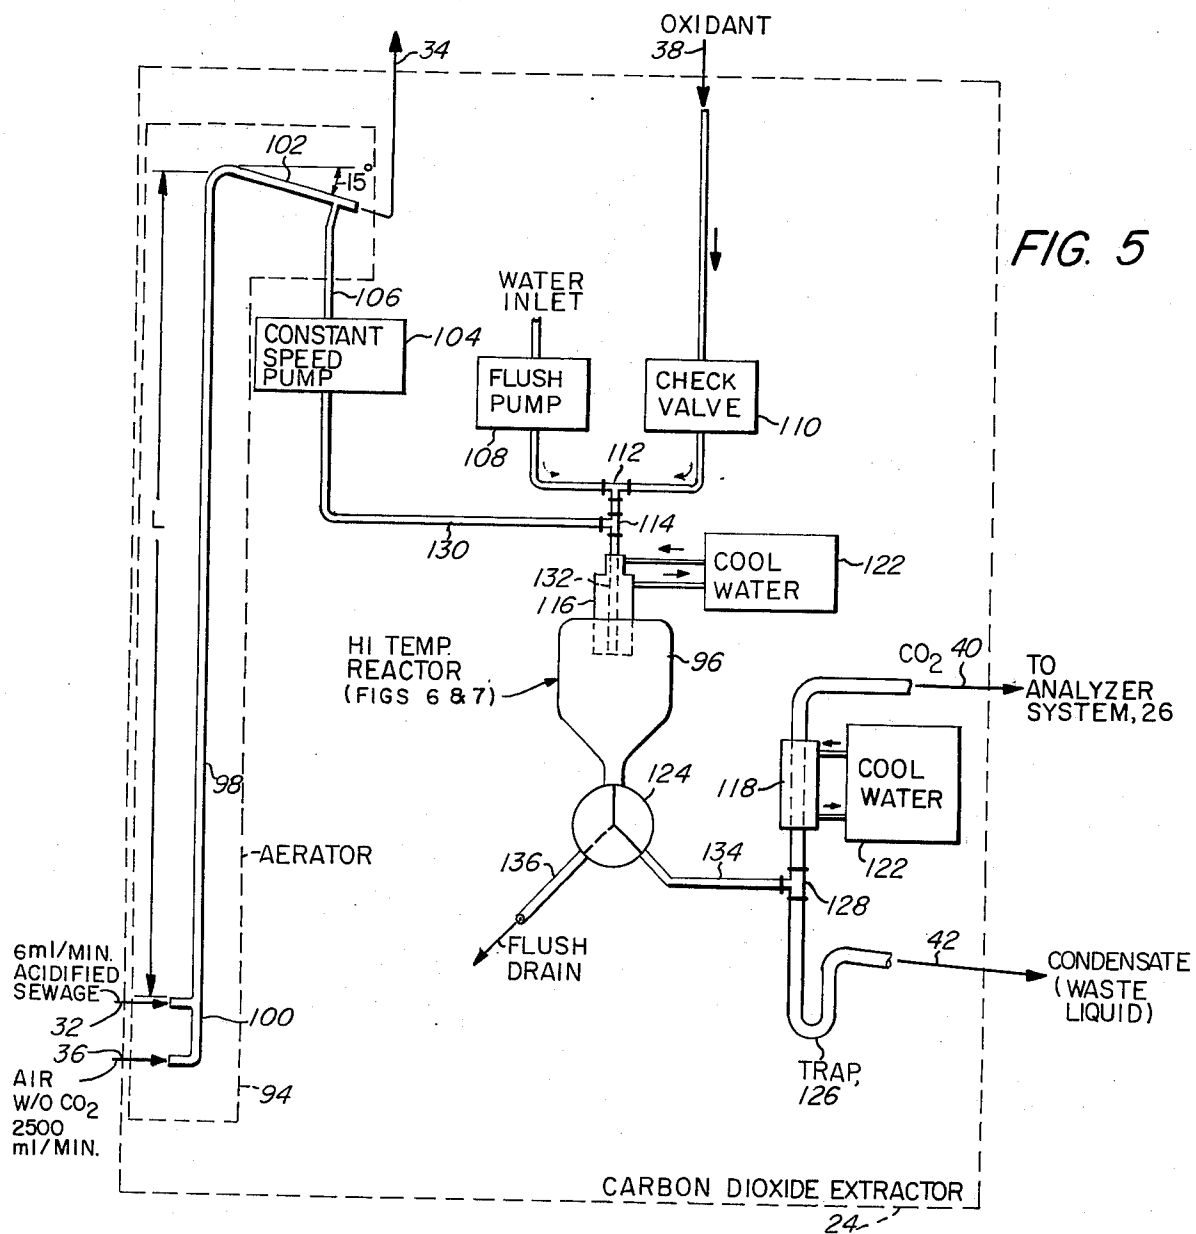 OXIDANT
38
34
102
15°
FIG. 5
WATER
INLET
106
CONSTANT
SPEED
PUMP
104
FLUSH
PUMP
108
CHECK
VALVE
110
112
L
114
130
132
116
COOL
WATER
122
HI TEMP.
REACTOR
(FIGS 6 & 7)
96
CO2
40
TO
ANALYZER
SYSTEM, 26
98
124
118
COOL
WATER
122
AERATOR
136
134
128
FLUSH
DRAIN
6ml/MIN.
ACIDIFIED
SEWAGE
32
100
42
CONDENSATE
(WASTE
LIQUID)
36
AIR
W/O CO2
2500
ml/MIN.
94
TRAP,
126
CARBON DIOXIDE EXTRACTOR
24